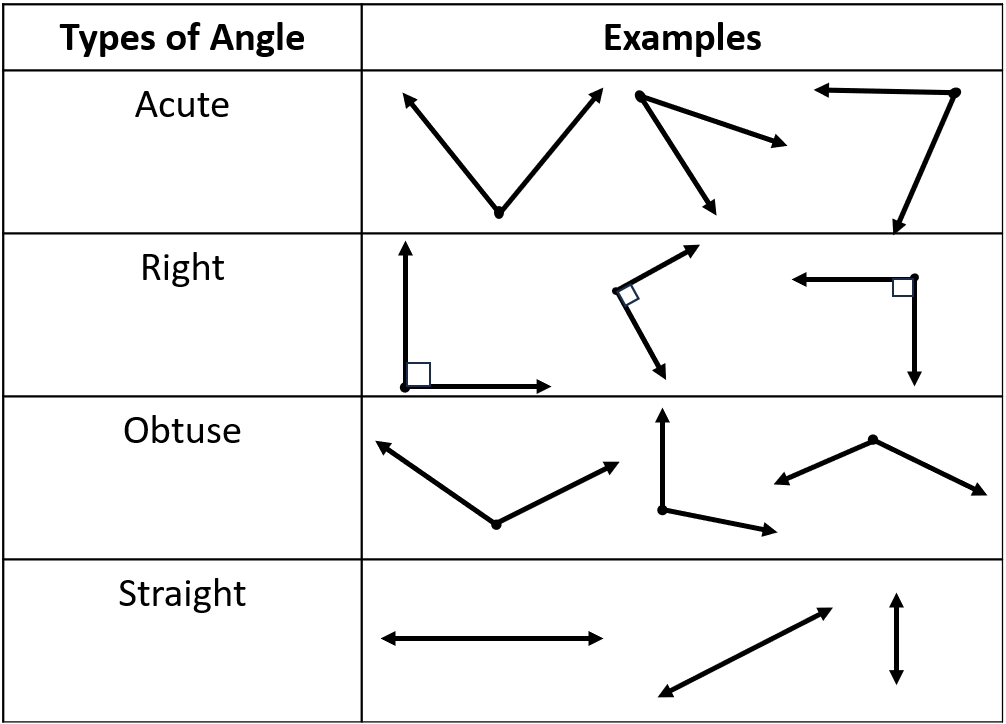 Types of Angle
Examples
Acute
Right
Obtuse
Straight